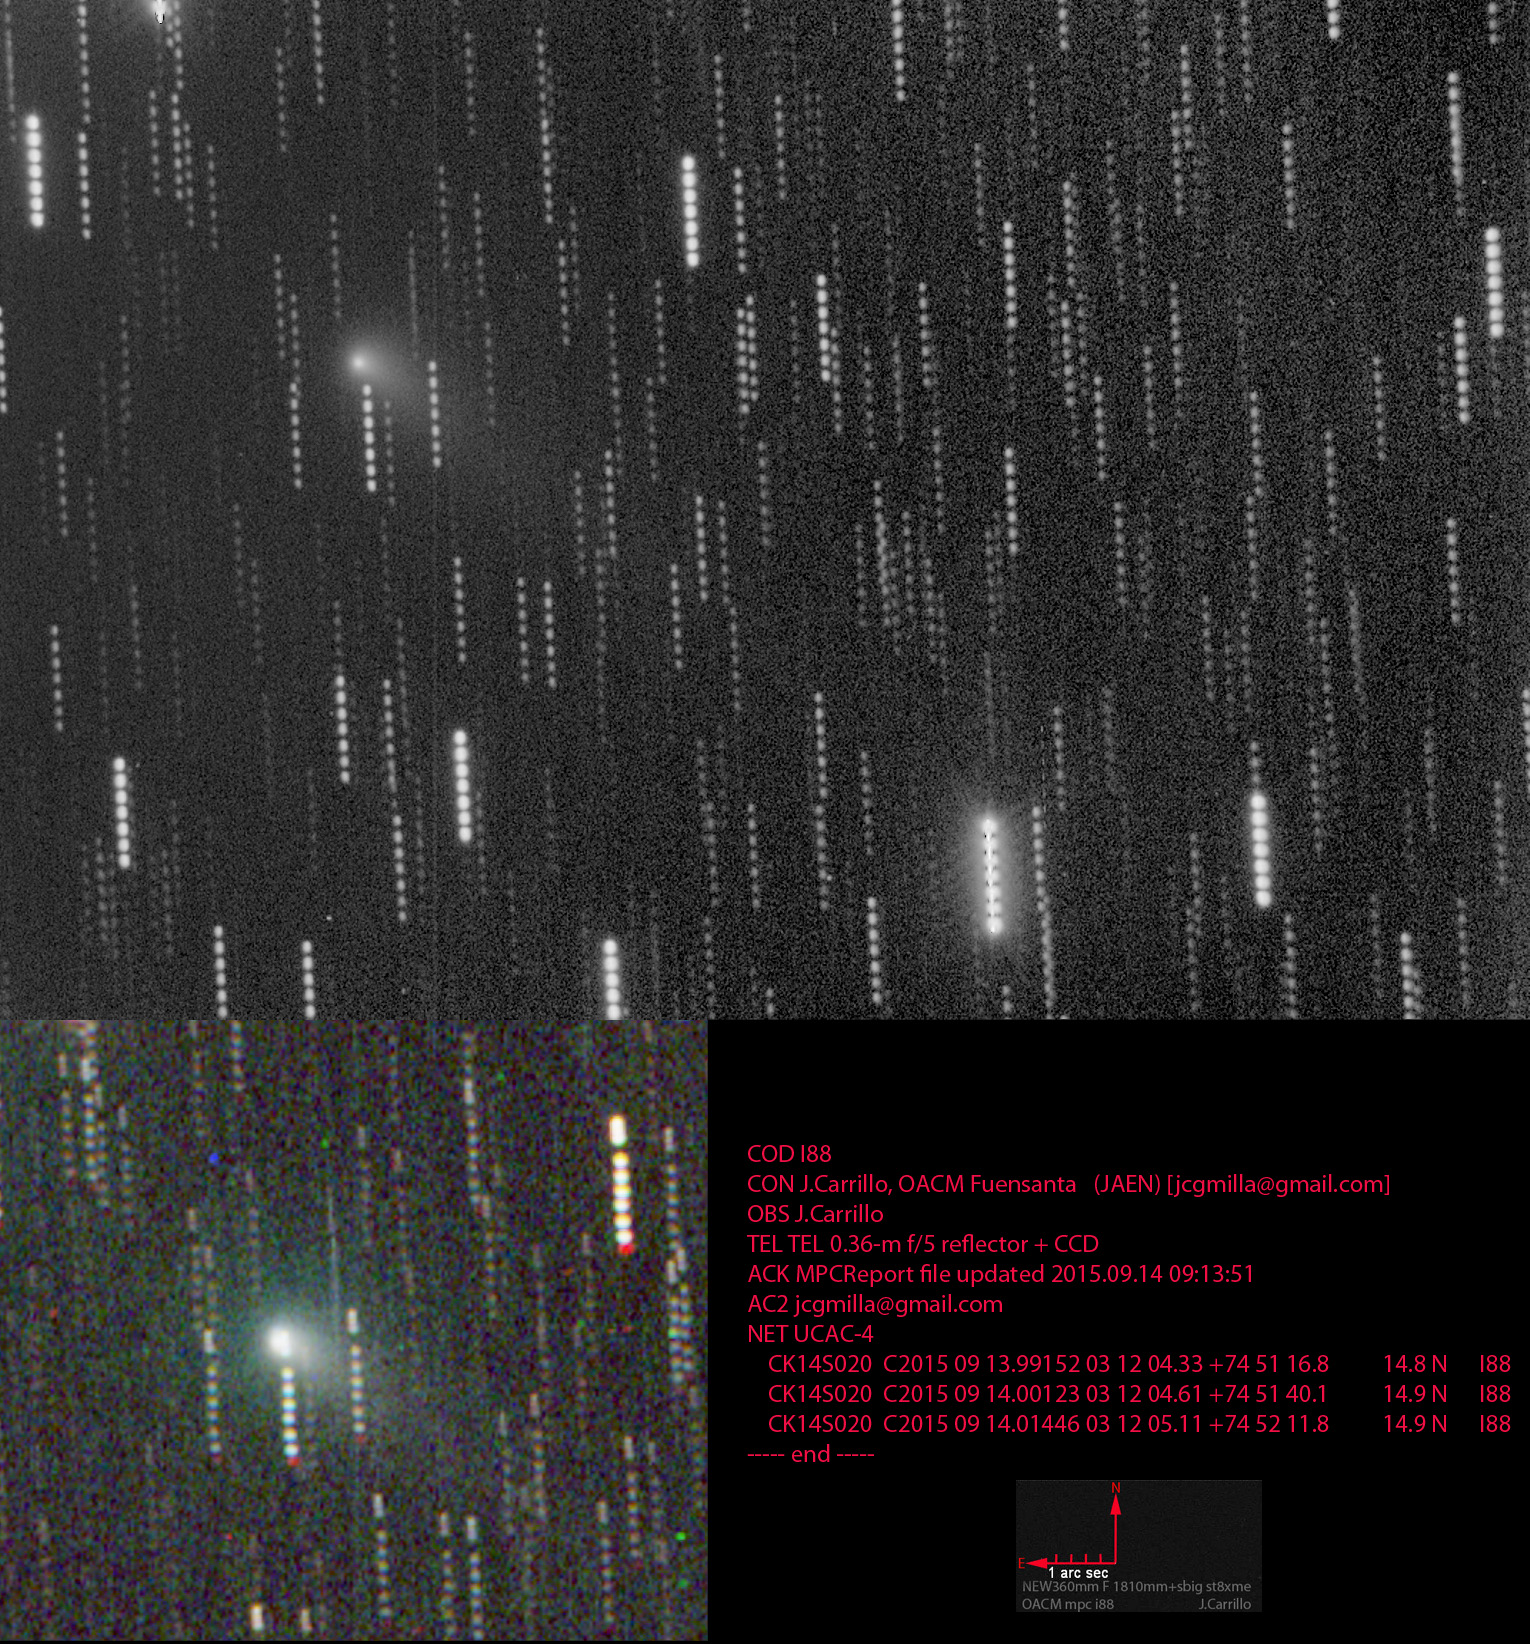 COD I88
CON J.Carrillo, OACM Fuensanta (JAEN) [jcgmilla@gmail.com]
OBS J.Carrillo
TEL TEL 0.36-m f/5 reflector + CCD
ACK MPCReport file updated 2015.09.14 09:13:51
AC2 jcgmilla@gmail.com
NET UCAC-4
CK14S020 C2015 09 13.99152 03 12 04.33 +74 51 16.8 14.8 N I88
CK14S020 C2015 09 14.00123 03 12 04.61 +74 51 40.1 14.9 N I88
CK14S020 C2015 09 14.01446 03 12 05.11 +74 52 11.8 14.9 N I88
----- end -----
N
E
1 arc sec
NEW360mm F 1810mm+sbig st8xme
OACM mpc i88 J.Carrillo